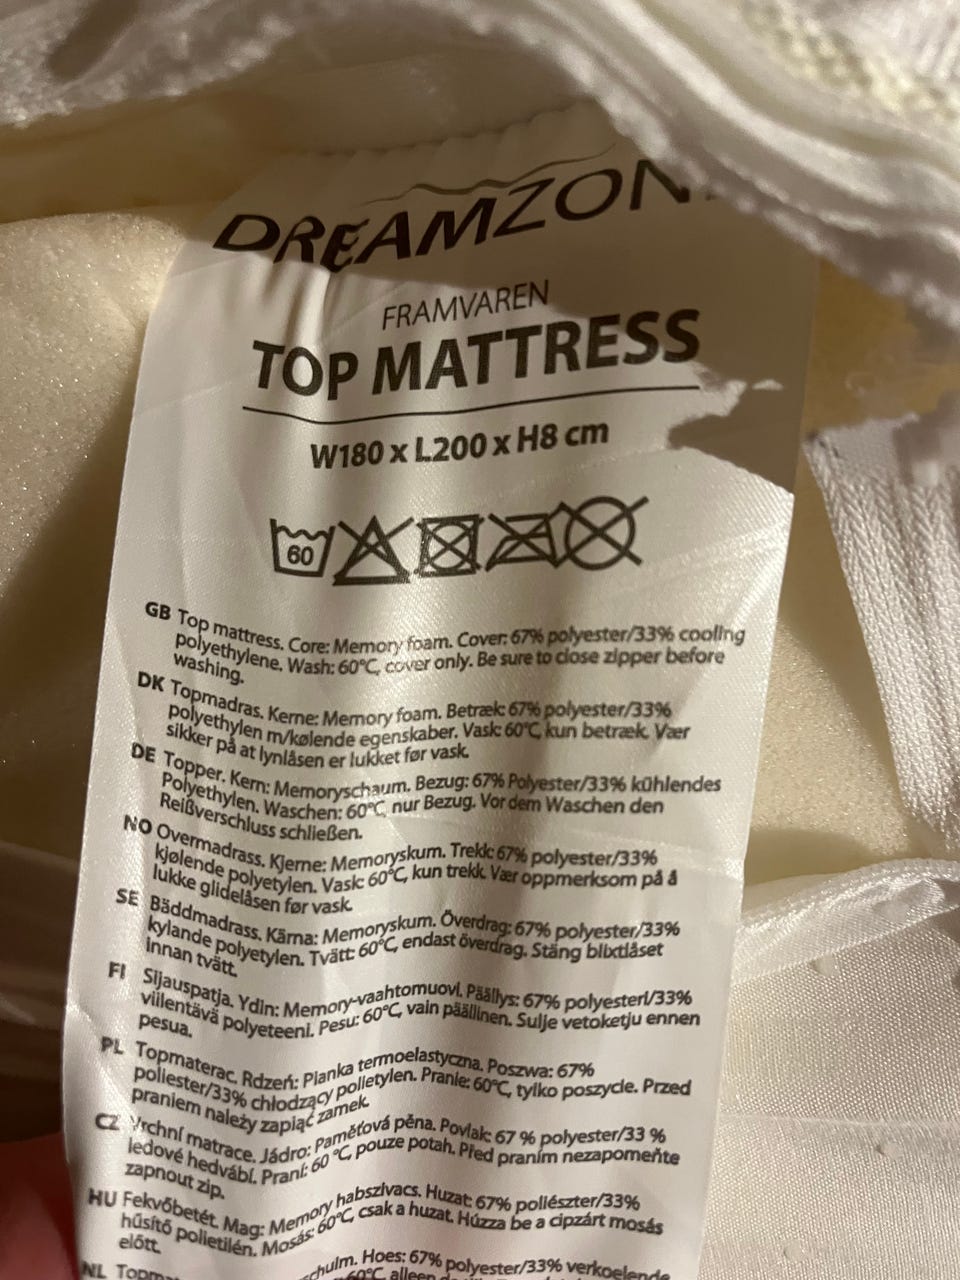 DREAMZON
FRAMVAREN
TOP MATTRESS
W180 x L200 x H8 cm
60
GB Top mattress. Core: Memory foam. Cover: 67% polyester/33% cooling
polyethylene. Wash: 60°C, cover only. Be sure to close zipper before
washing.
DK Topmadras. Kerne: Memory foam. Betræk: 67% polyester/33%
polyethylen m/kølende egenskaber. Vask: 60°C, kun betræk. Vær
sikker på at lynlåsen er lukket før vask.
DE Topper. Kern: Memoryschaum. Bezug: 67% Polyester/33% kühlendes
Polyethylen. Waschen: 60°C, nur Bezug. Vor dem Waschen den
Reißverschluss schließen.
NO Overmadrass. Kjerne: Memoryskum. Trekk: 67% polyester/33%
kjølende polyetylen. Vask: 60°C, kun trekk. Vær oppmerksom på å
lukke glidelåsen før vask.
SE Bäddmadrass. Kärna: Memoryskum. Överdrag: 67% polyester/33%
kylande polyetylen. Tvätt: 60°C, endast överdrag. Stäng blixtlåset
innan tvätt.
FI Sijauspatja. Ydin: Memory-vaahtomuovi. Päällys: 67% polyesteri/33%
viilentävä polyeteeni. Pesu: 60°C, vain päällinen. Sulje vetoketju ennen
pesua.
PL Topmaterac. Rdzeń: Pianka termoelastyczna. Poszwa: 67%
poliester/33% chłodzący polietylen. Pranie: 60°C, tylko poszycie. Przed
praniem należy zapiąć zamek.
CZ Vrchní matrace. Jádro: Paměťová pěna. Povlak: 67 % polyester/33 %
ledové hedvábí. Praní: 60 °C, pouze potah. Před praním nezapomeňte
zapnout zip.
HU Fekvőbetét. Mag: Memory habszivacs. Huzat: 67% poliészter/33%
hűsítő polietilén. Mosás: 60°C, csak a huzat. Húzza be a cipzárt mosás
előtt.
NL Hoes: 67% polyester/33% verkoelende
60°C, alleen